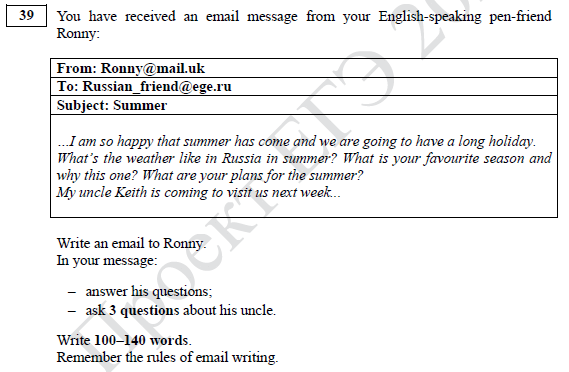 39
You have received an email message from your English-speaking pen-friend
Ronny:
From: Ronny@mail.uk
To: Russian_friend@ege.ru
Subject: Summer
…I am so happy that summer has come and we are going to have a long holiday.
What's the weather like in Russia in summer? What is your favourite season and
why this one? What are your plans for the summer?
My uncle Keith is coming to visit us next week...
Write an email to Ronny.
In your message:
– answer his questions;
– ask 3 questions about his uncle.
Write 100–140 words.
Remember the rules of email writing.
Проект ЕГЭ 20